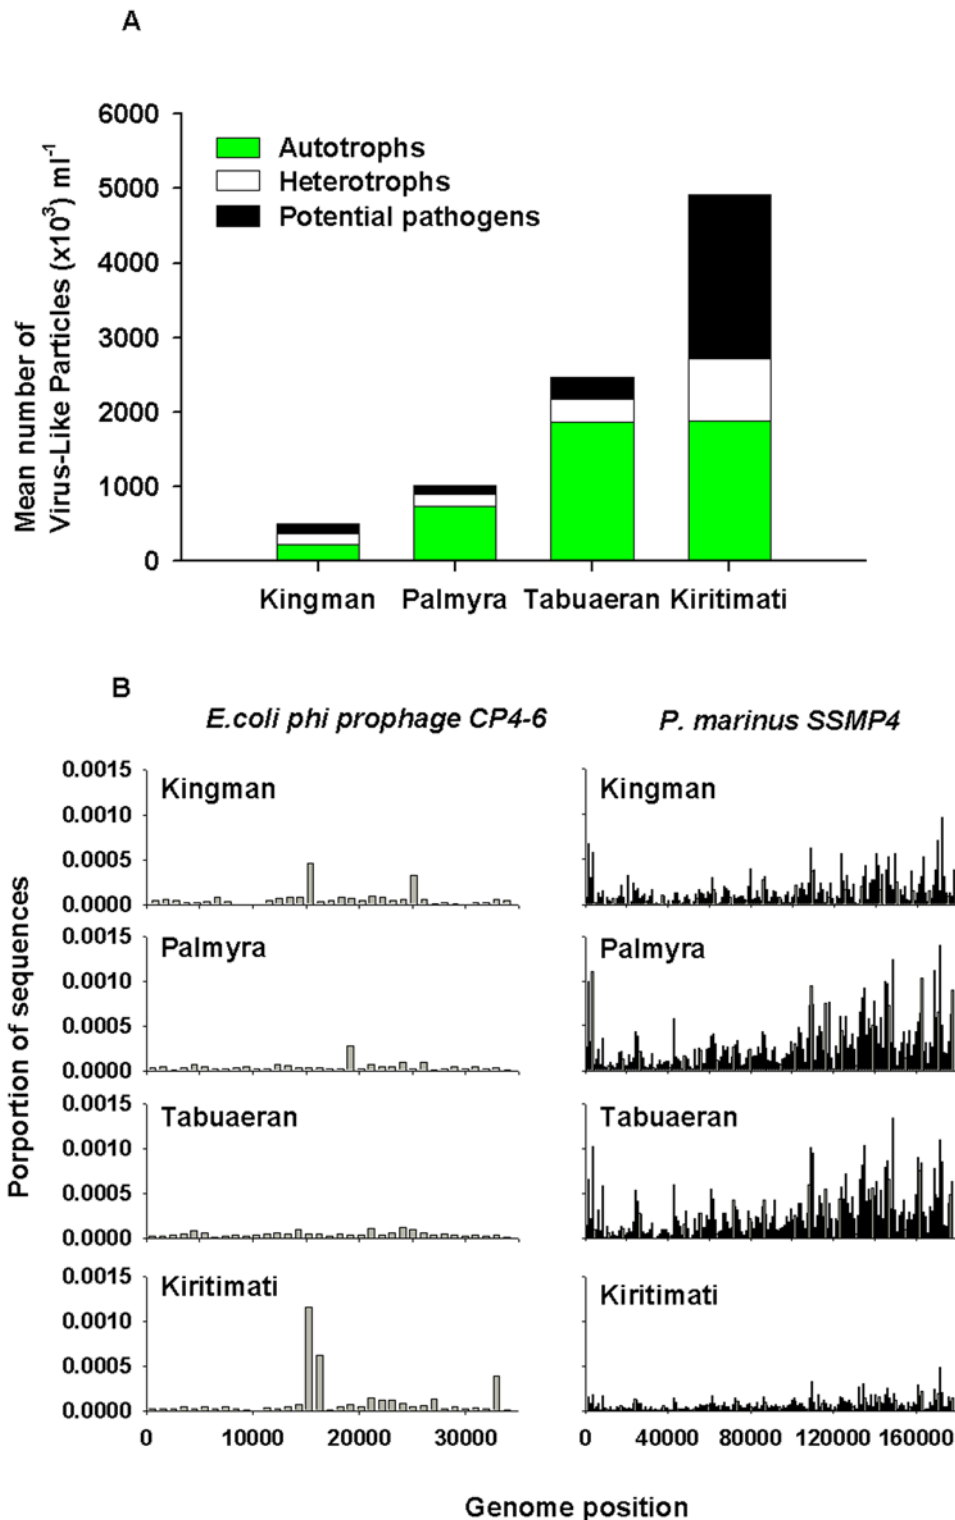 A
6000
5000
4000
3000
2000
1000
0
Mean number of
Virus-Like Particles (x10³) ml⁻¹
Autotrophs
Heterotrophs
Potential pathogens
Kingman Palmyra Tabuaeran Kiritimati
B
E.coli phi prophage CP4-6
P. marinus SSMP4
Porportion of sequences
0.0015
0.0010
0.0005
0.0000
Kingman
Kingman
0.0015
0.0010
0.0005
0.0000
Palmyra
Palmyra
0.0015
0.0010
0.0005
0.0000
Tabuaeran
Tabuaeran
0.0015
0.0010
0.0005
0.0000
Kiritimati
Kiritimati
0 10000 20000 30000
0 40000 80000 120000 160000
Genome position